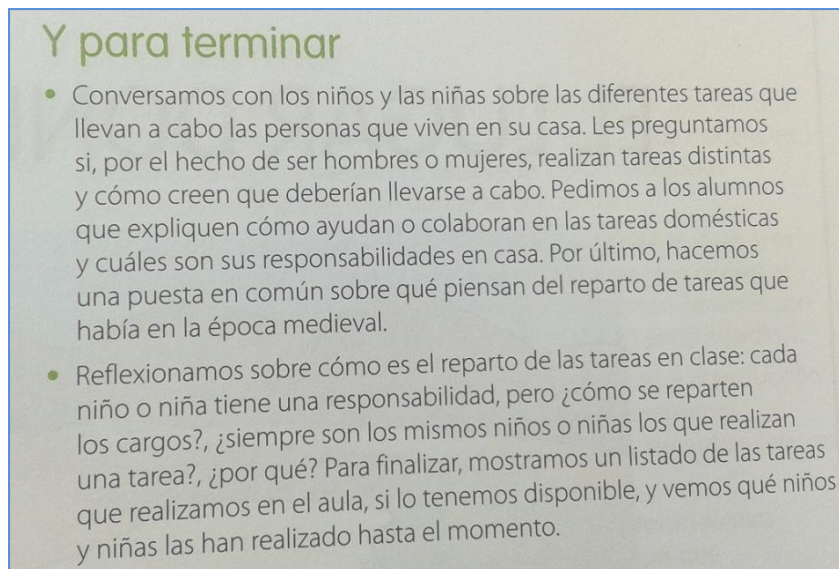 Y para terminar
• Conversamos con los niños y las niñas sobre las diferentes tareas que
llevan a cabo las personas que viven en su casa. Les preguntamos
si, por el hecho de ser hombres o mujeres, realizan tareas distintas
y cómo creen que deberían llevarse a cabo. Pedimos a los alumnos
que expliquen cómo ayudan o colaboran en las tareas domésticas
y cuáles son sus responsabilidades en casa. Por último, hacemos
una puesta en común sobre qué piensan del reparto de tareas que
había en la época medieval.
• Reflexionamos sobre cómo es el reparto de las tareas en clase: cada
niño o niña tiene una responsabilidad, pero ¿cómo se reparten
los cargos?, ¿siempre son los mismos niños o niñas los que realizan
una tarea?, ¿por qué? Para finalizar, mostramos un listado de las tareas
que realizamos en el aula, si lo tenemos disponible, y vemos qué niños
y niñas las han realizado hasta el momento.